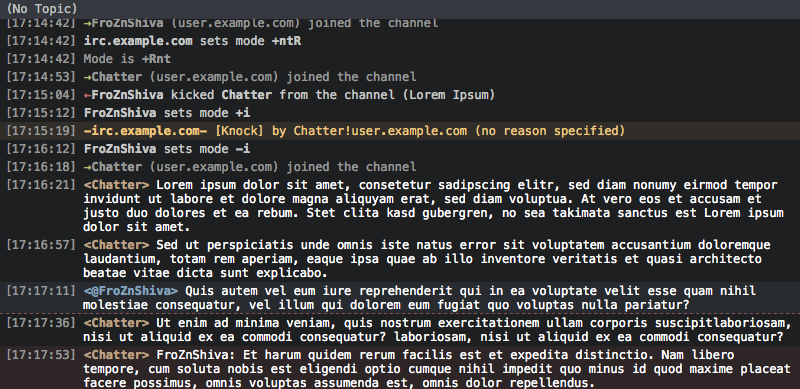 (No Topic)
[17:14:42] →FroZnShiva (user.example.com) joined the channel
[17:14:42] irc.example.com sets mode +ntR
[17:14:42] Mode is +Rnt
[17:14:53] →Chatter (user.example.com) joined the channel
[17:15:04] ←FroZnShiva kicked Chatter from the channel (Lorem Ipsum)
[17:15:12] FroZnShiva sets mode +i
[17:15:19] -irc.example.com- [Knock] by Chatter!user.example.com (no reason specified)
[17:16:12] FroZnShiva sets mode -i
[17:16:18] →Chatter (user.example.com) joined the channel
[17:16:21] <Chatter> Lorem ipsum dolor sit amet, consetetur sadipscing elitr, sed diam nonumy eirmod tempor
invidunt ut labore et dolore magna aliquyam erat, sed diam voluptua. At vero eos et accusam et
justo duo dolores et ea rebum. Stet clita kasd gubergren, no sea takimata sanctus est Lorem ipsum
dolor sit amet.
[17:16:57] <Chatter> Sed ut perspiciatis unde omnis iste natus error sit voluptatem accusantium doloremque
laudantium, totam rem aperiam, eaque ipsa quae ab illo inventore veritatis et quasi architecto
beatae vitae dicta sunt explicabo.
[17:17:11] <@FroZnShiva> Quis autem vel eum iure reprehenderit qui in ea voluptate velit esse quam nihil
molestiae consequatur, vel illum qui dolorem eum fugiat quo voluptas nulla pariatur?
[17:17:36] <Chatter> Ut enim ad minima veniam, quis nostrum exercitationem ullam corporis suscipitlaboriosam,
nisi ut aliquid ex ea commodi consequatur? laboriosam, nisi ut aliquid ex ea commodi consequatur?
[17:17:53] <Chatter> FroZnShiva: Et harum quidem rerum facilis est et expedita distinctio. Nam libero
tempore, cum soluta nobis est eligendi optio cumque nihil impedit quo minus id quod maxime placeat
facere possimus, omnis voluptas assumenda est, omnis dolor repellendus.